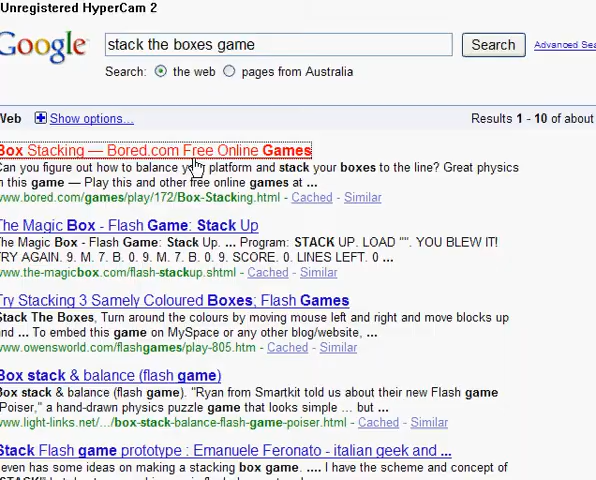 Unregistered HyperCam 2
Google stack the boxes game Search Advanced Sea
Search: the web pages from Australia
Web Show options... Results 1 - 10 of about
Box Stacking — Bored.com Free Online Games
Can you figure out how to balance platform and stack your boxes to the line? Great physics
in this game — Play this and other free online games at ...
www.bored.com/games/play/172/Box-Stacking.html - Cached - Similar
The Magic Box - Flash Game: Stack Up
The Magic Box - Flash Game: Stack Up. ... Program: STACK UP. LOAD "". YOU BLEW IT!
TRY AGAIN. 9. M. 7. B. 0. 9. M. 7. B. 0. 9. SCORE. 0. LINES LEFT. 0 ...
www.the-magicbox.com/flash-stackup.shtml - Cached - Similar
Try Stacking 3 Samely Coloured Boxes; Flash Games
Stack The Boxes, Turn around the colours by moving mouse left and right and move blocks up
and ... To embed this game on MySpace or any other blog/website, ...
www.owensworld.com/flashgames/play-805.htm - Cached - Similar
Box stack & balance (flash game)
Box stack & balance (flash game). "Ryan from Smartkit told us about their new Flash game
"Poiser," a hand-drawn physics puzzle game that looks simple ... but ...
www.light-links.net/.../box-stack-balance-flash-game-poiser.html - Cached - Similar
Stack Flash game prototype : Emanuele Feronato - italian geek and ...
seven has some ideas on making a stacking box game. .... I have the scheme and concept of